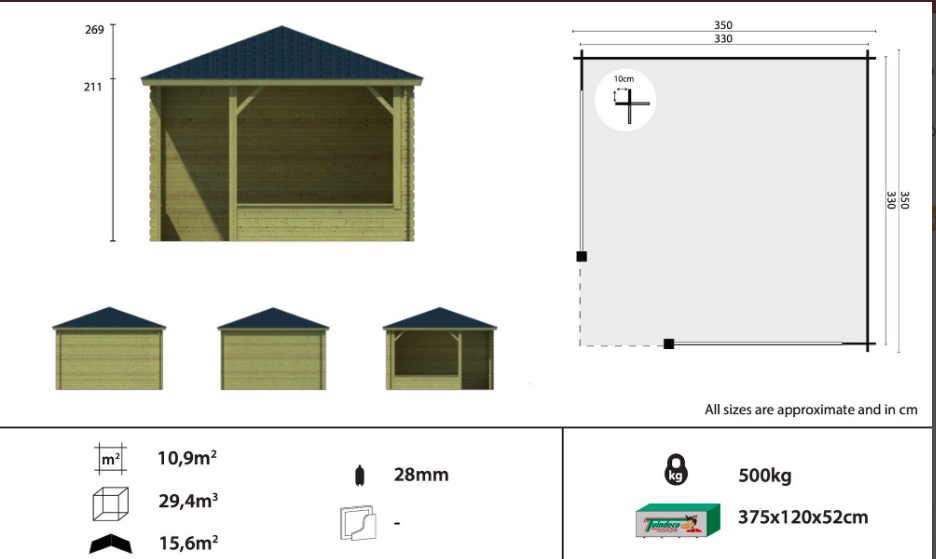 269
211
350
330
10cm
330
350
All sizes are approximate and in cm
m²
10,9m²
29,4m³
15,6m²
28mm
-
kg
500kg
Tuindeco
375x120x52cm